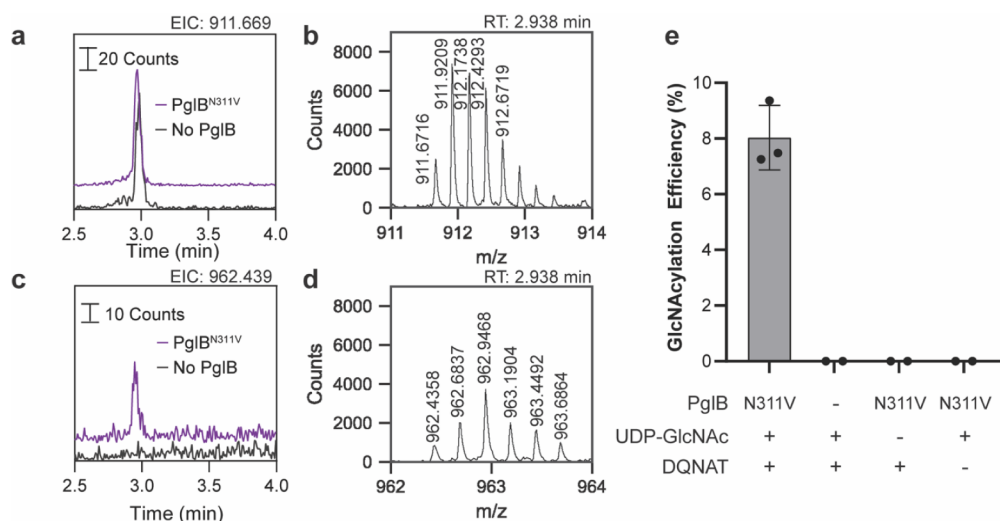 a
EIC: 911.669
20 Counts
PglBN311V
No PglB
2.5 3.0 3.5 4.0
Time (min)
b
RT: 2.938 min
8000
6000
4000
2000
0
Counts
911.6716
911.9209
912.1738
912.4293
912.6719
911 912 913 914
m/z
c
EIC: 962.439
10 Counts
PglBN311V
No PglB
2.5 3.0 3.5 4.0
Time (min)
d
RT: 2.938 min
8000
6000
4000
2000
0
Counts
962.4358
962.6837
962.9468
963.1904
963.4492
963.6864
962 963 964
m/z
e
GlcNAcylation Efficiency (%)
10
8
6
4
2
0
PglB N311V - N311V N311V
UDP-GlcNAc + + - +
DQNAT + + + -